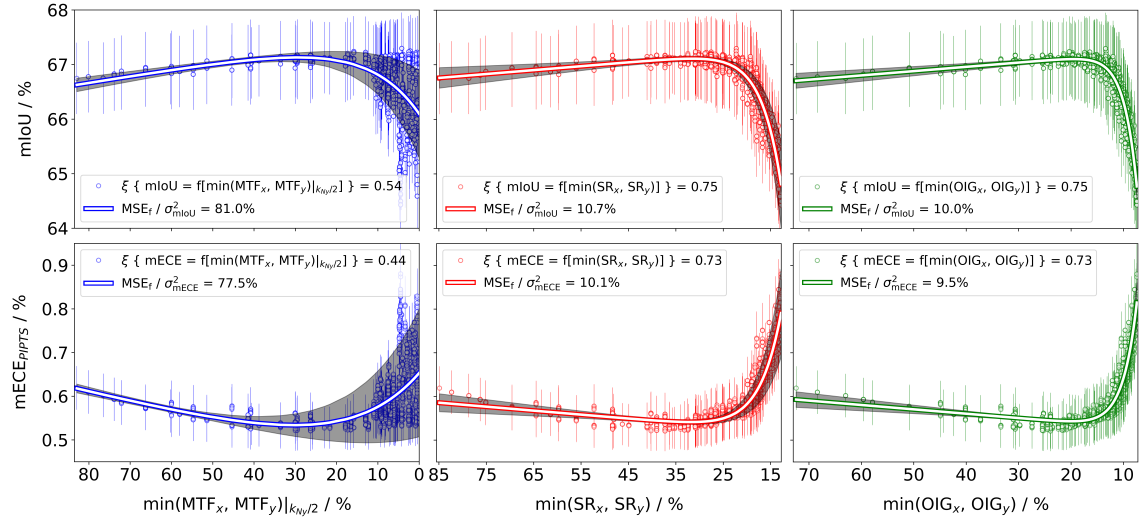 68
67
66
65
64
mIoU / %
ξ { mIoU = f[min(MTFx, MTFy)|kNy/2] } = 0.54
MSEf / σ²mIoU = 81.0%
ξ { mIoU = f[min(SRx, SRy)] } = 0.75
MSEf / σ²mIoU = 10.7%
ξ { mIoU = f[min(OIGx, OIGy)] } = 0.75
MSEf / σ²mIoU = 10.0%
0.9
0.8
0.7
0.6
0.5
mECEPIPTS / %
ξ { mECE = f[min(MTFx, MTFy)|kNy/2] } = 0.44
MSEf / σ²mECE = 77.5%
ξ { mECE = f[min(SRx, SRy)] } = 0.73
MSEf / σ²mECE = 10.1%
ξ { mECE = f[min(OIGx, OIGy)] } = 0.73
MSEf / σ²mECE = 9.5%
80 70 60 50 40 30 20 10 0
85 75 65 55 45 35 25 15
70 60 50 40 30 20 10
min(MTFx, MTFy)|kNy/2 / %
min(SRx, SRy) / %
min(OIGx, OIGy) / %